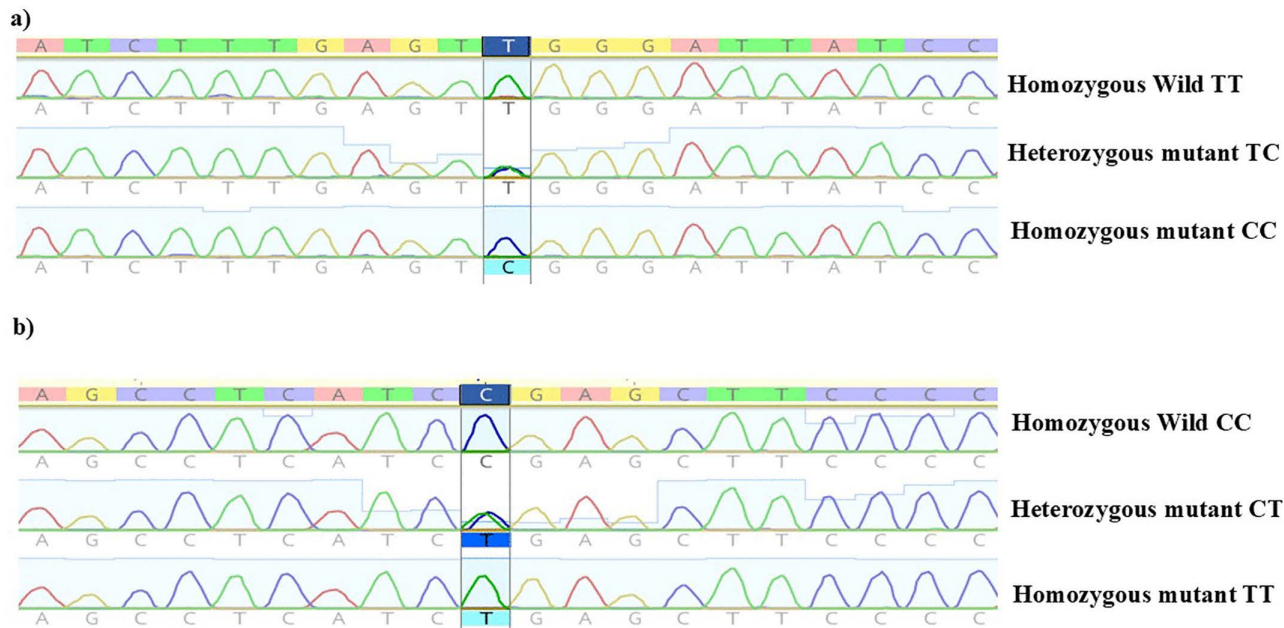 a)
A T C T T T G A G T T G G G A T T A T C C
Homozygous Wild TT
A T C T T T G A G T T G G G A T T A T C C
Heterozygous mutant TC
A T C T T T G A G T T G G G A T T A T C C
Homozygous mutant CC
A T C T T T G A G T C G G G A T T A T C C
b)
A G C C T C A T C C G A G C T T C C C C
Homozygous Wild CC
A G C C T C A T C C G A G C T T C C C C
Heterozygous mutant CT
A G C C T C A T C T G A G C T T C C C C
Homozygous mutant TT
A G C C T C A T C T G A G C T T C C C C